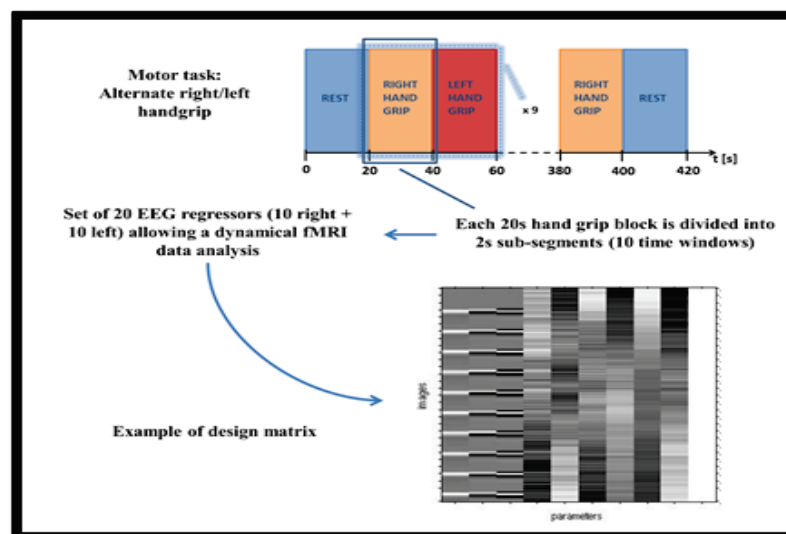 Motor task:
Alternate right/left
handgrip
REST
RIGHT
HAND
GRIP
LEFT
HAND
GRIP
x 9
RIGHT
HAND
GRIP
REST
t [s]
0 20 40 60 380 400 420
Set of 20 EEG regressors (10 right +
10 left) allowing a dynamical fMRI
data analysis
Each 20s hand grip block is divided into
2s sub-segments (10 time windows)
Example of design matrix
images
parameters